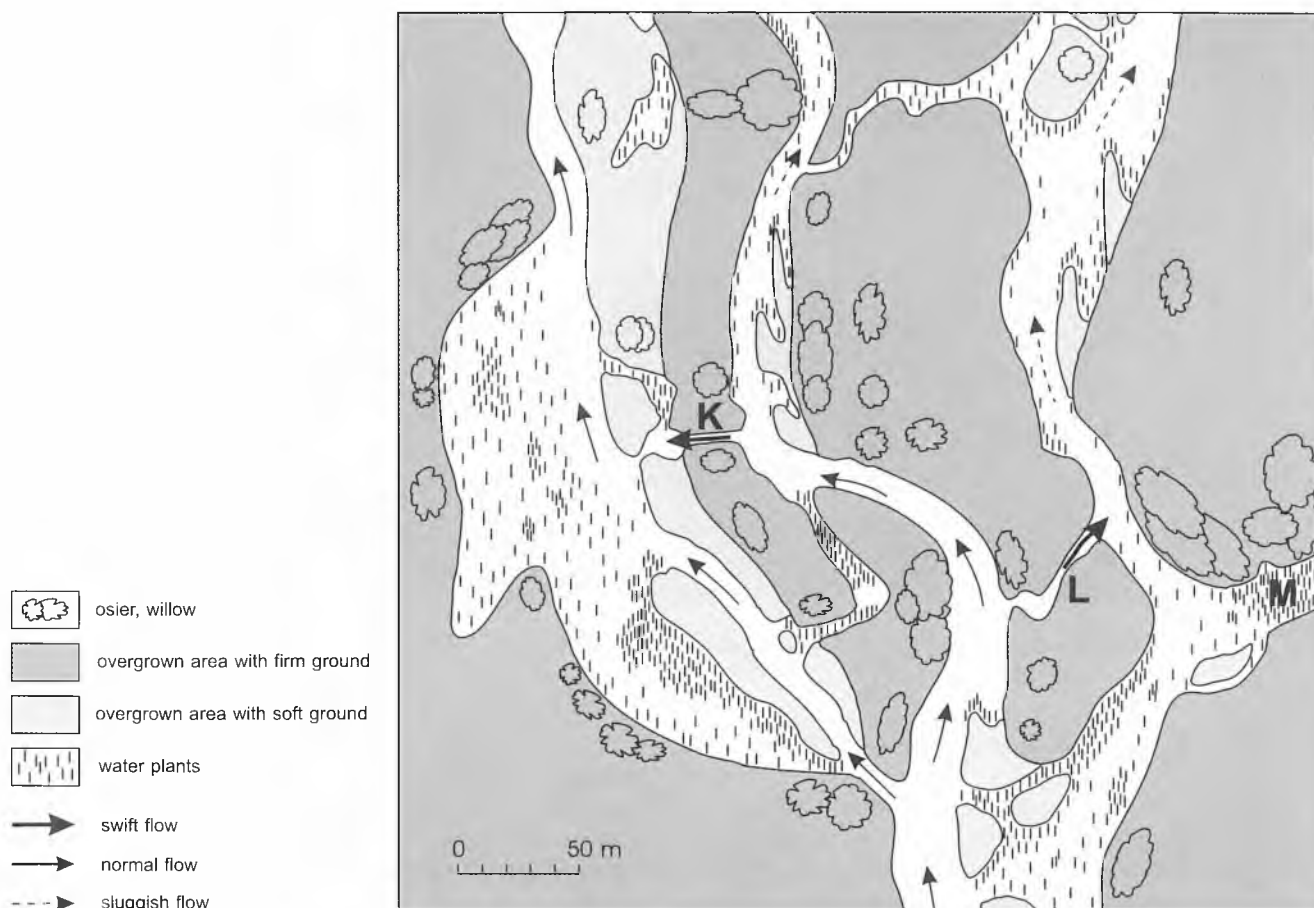 K
L
M
0 50 m
osier, willow
overgrown area with firm ground
overgrown area with soft ground
water plants
swift flow
normal flow
sluggish flow